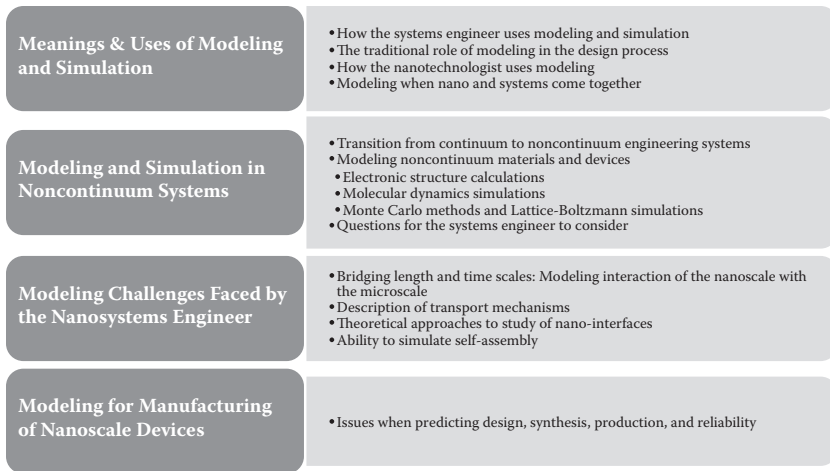 Meanings & Uses of Modeling
and Simulation
•How the systems engineer uses modeling and simulation
•The traditional role of modeling in the design process
•How the nanotechnologist uses modeling
•Modeling when nano and systems come together
Modeling and Simulation in
Noncontinuum Systems
•Transition from continuum to noncontinuum engineering systems
•Modeling noncontinuum materials and devices
•Electronic structure calculations
•Molecular dynamics simulations
•Monte Carlo methods and Lattice-Boltzmann simulations
•Questions for the systems engineer to consider
Modeling Challenges Faced by
the Nanosystems Engineer
•Bridging length and time scales: Modeling interaction of the nanoscale with
the microscale
•Description of transport mechanisms
•Theoretical approaches to study of nano-interfaces
•Ability to simulate self-assembly
Modeling for Manufacturing
of Nanoscale Devices
•Issues when predicting design, synthesis, production, and reliability